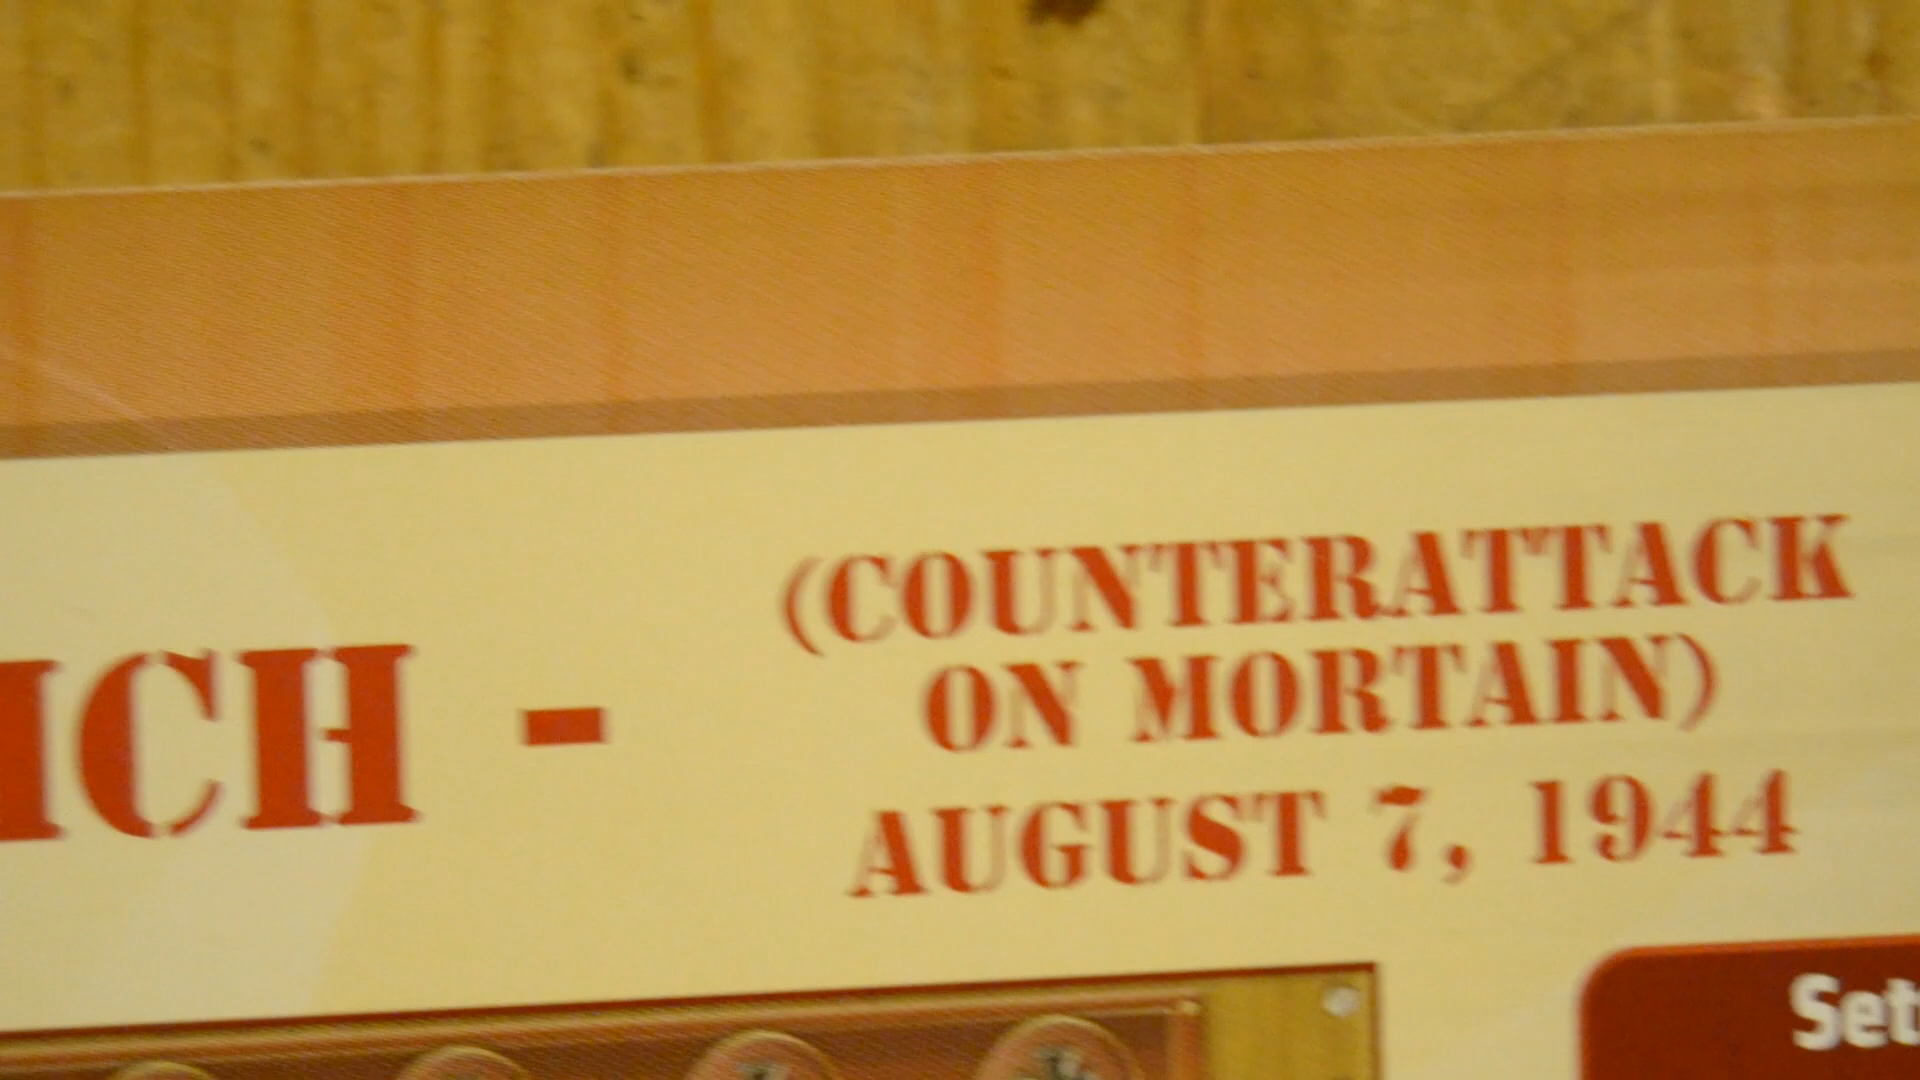 ICH -
(COUNTERATTACK
ON MORTAIN)
AUGUST 7, 1944
Set